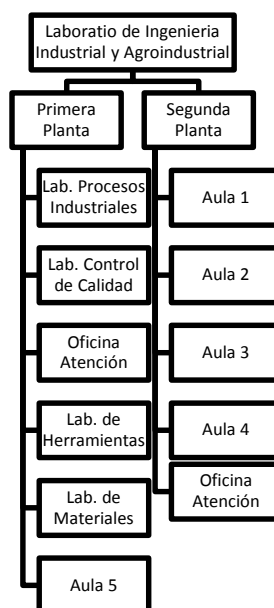 Laboratio de Ingenieria
Industrial y Agroindustrial
Primera
Planta
Lab. Procesos
Industriales
Lab. Control
de Calidad
Oficina
Atención
Lab. de
Herramientas
Lab. de
Materiales
Aula 5
Segunda
Planta
Aula 1
Aula 2
Aula 3
Aula 4
Oficina
Atención